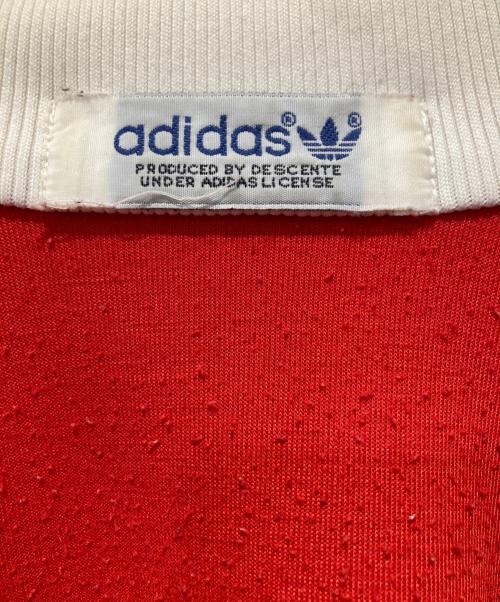 adidas® ®
PRODUCED BY DESCENTE
UNDER ADIDAS LICENSE